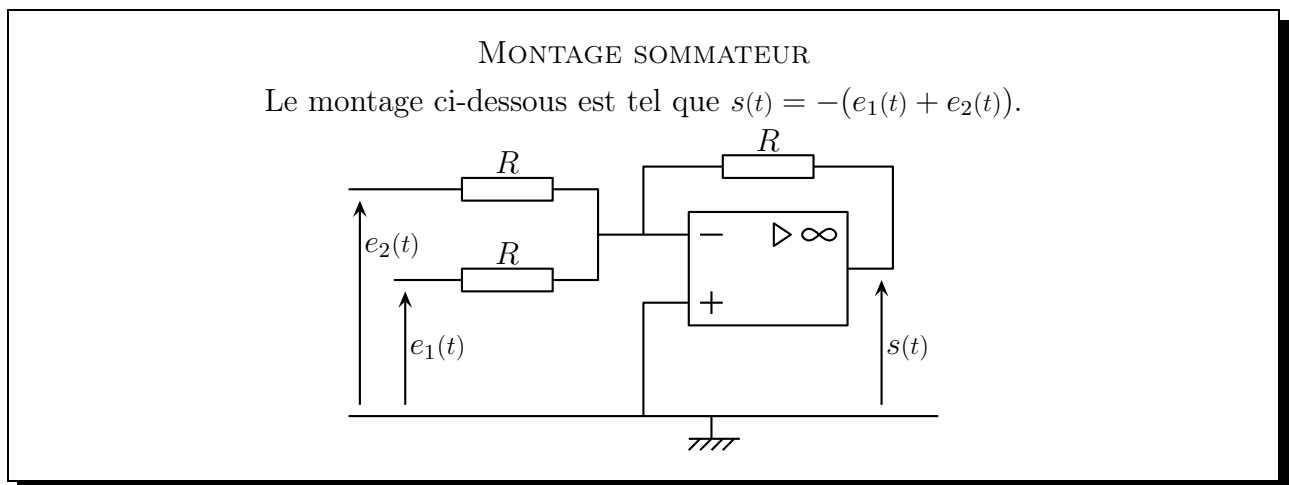 MONTAGE SOMMATEUR
Le montage ci-dessous est tel que s(t) = −(e₁(t) + e₂(t)).
R
R
e₂(t)
R
− ▷ ∞
+
e₁(t)
s(t)